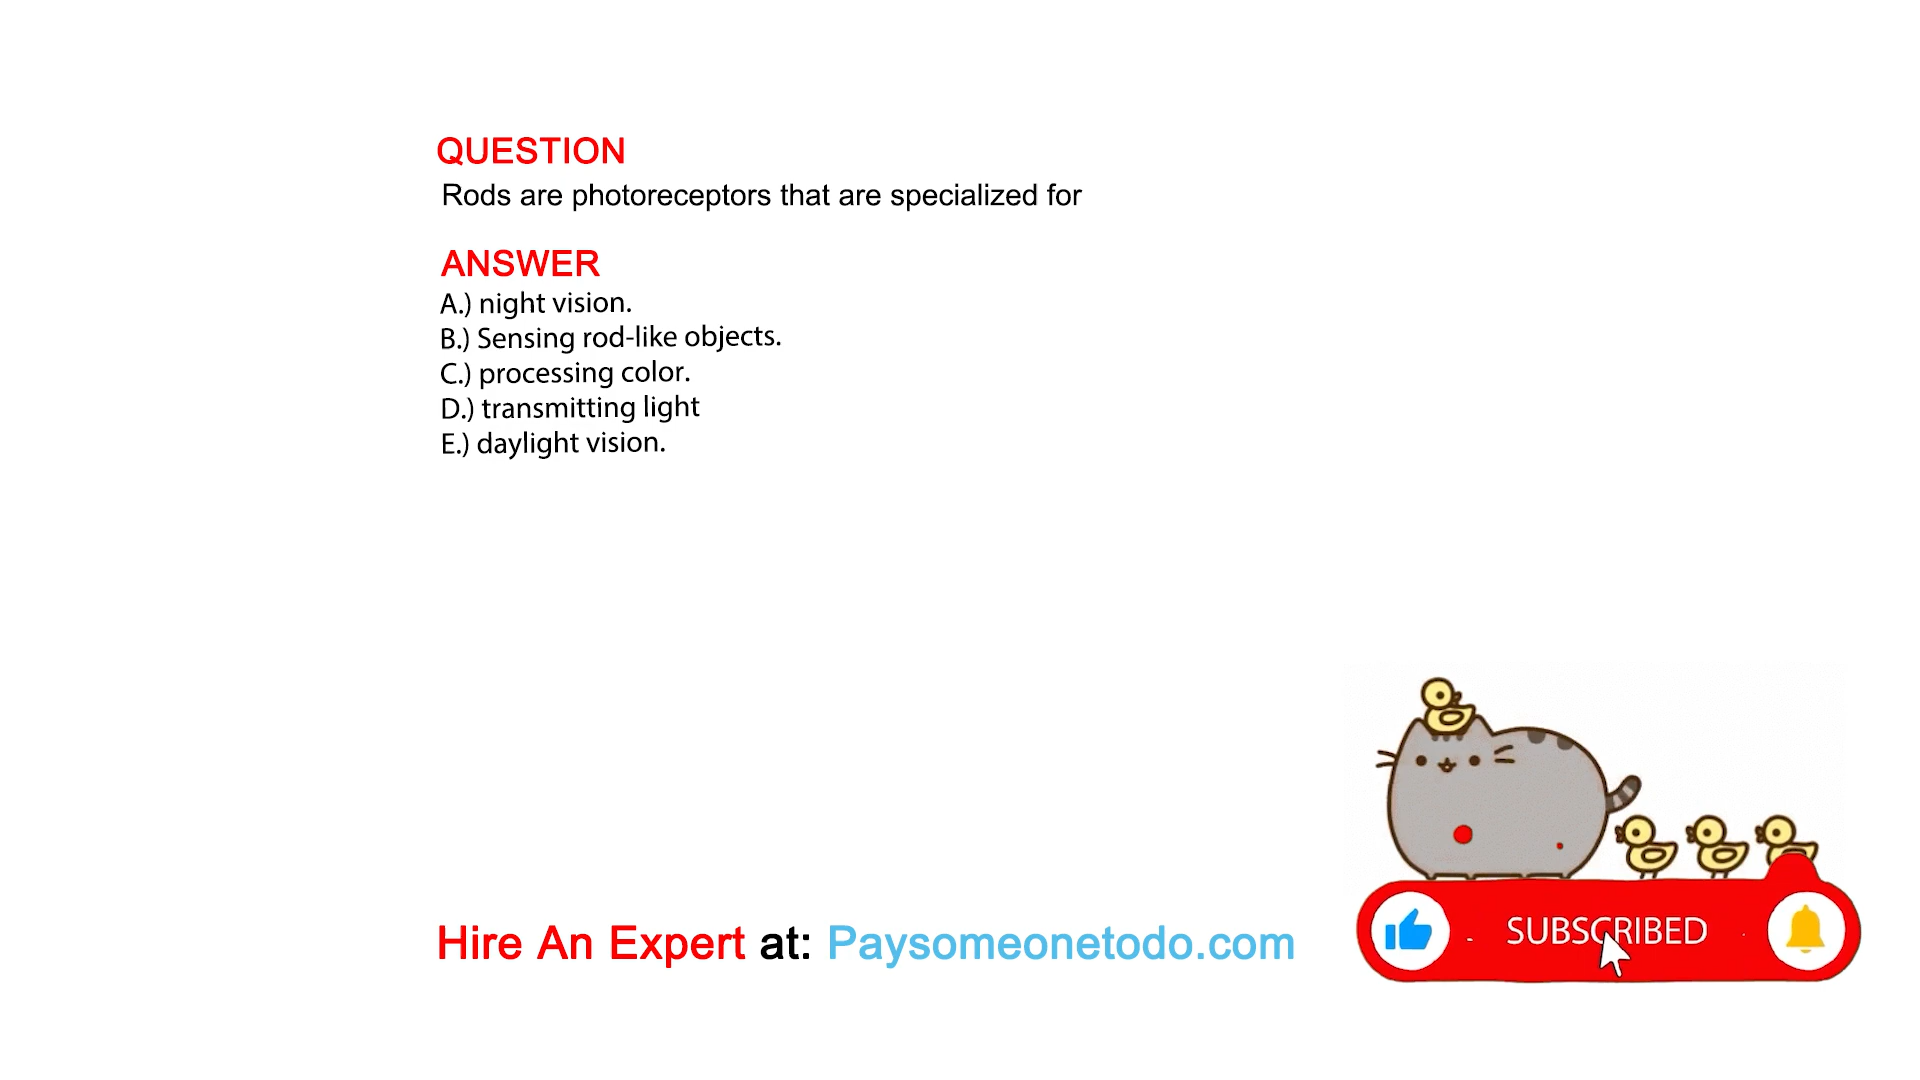 QUESTION
Rods are photoreceptors that are specialized for
ANSWER
A.) night vision.
B.) Sensing rod-like objects.
C.) processing color.
D.) transmitting light
E.) daylight vision.
Hire An Expert at: Paysomeonetodo.com
SUBSCRIBED